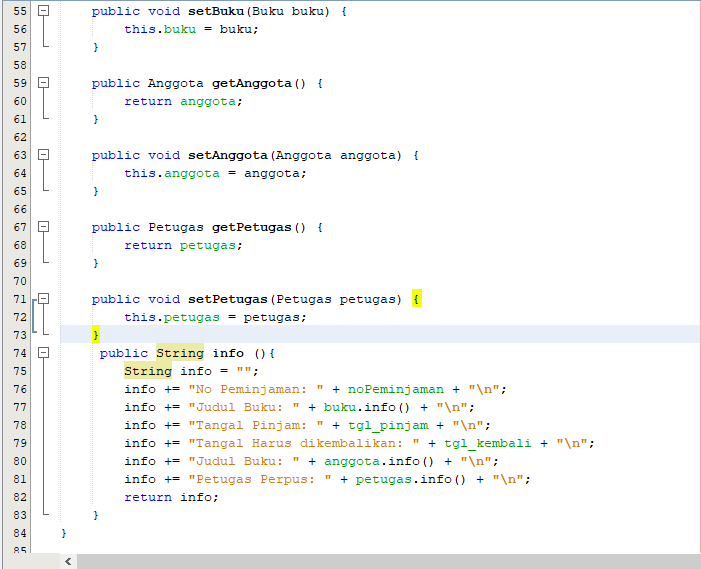 55 public void setBuku(Buku buku) {
56 this.buku = buku;
57 }
58
59 public Anggota getAnggota() {
60 return anggota;
61 }
62
63 public void setAnggota(Anggota anggota) {
64 this.anggota = anggota;
65 }
66
67 public Petugas getPetugas() {
68 return petugas;
69 }
70
71 public void setPetugas(Petugas petugas) {
72 this.petugas = petugas;
73 }
74 public String info (){
75 String info = "";
76 info += "No Peminjaman: " + noPeminjaman + "\n";
77 info += "Judul Buku: " + buku.info() + "\n";
78 info += "Tangal Pinjam: " + tgl_pinjam + "\n";
79 info += "Tangal Harus dikembalikan: " + tgl_kembali + "\n";
80 info += "Judul Buku: " + anggota.info() + "\n";
81 info += "Petugas Perpus: " + petugas.info() + "\n";
82 return info;
83 }
84 }
85